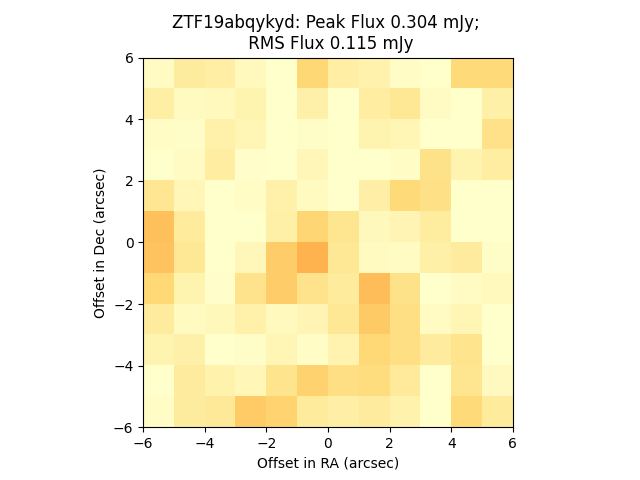 ZTF19abqykyd: Peak Flux 0.304 mJy;
RMS Flux 0.115 mJy
6
4
2
0
−2
−4
−6
Offset in Dec (arcsec)
−6 −4 −2 0 2 4 6
Offset in RA (arcsec)